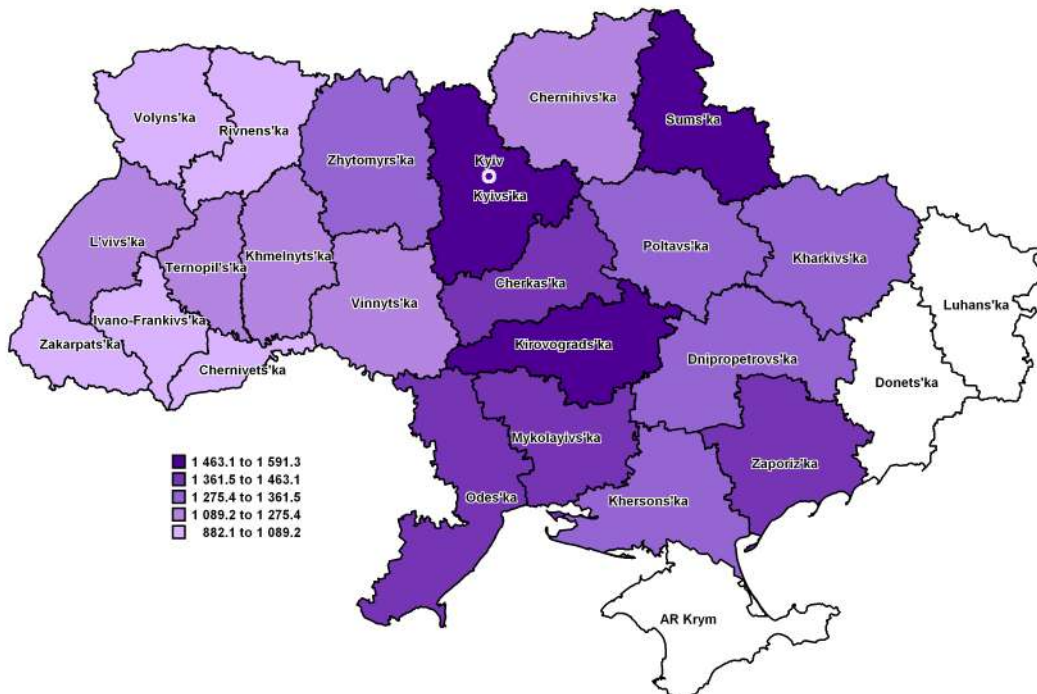 Chernihivs'ka
Volyns'ka
Rivnens'ka
Sums'ka
Zhytomyrs'ka
Kyiv
Kyivs'ka
L'vivs'ka
Ternopil's'ka
Khmelnyts'ka
Poltavs'ka
Kharkivs'ka
Cherkas'ka
Vinnyts'ka
Luhans'ka
Ivano-Frankivs'ka
Zakarpats'ka
Chernivets'ka
Kirovograds'ka
Dnipropetrovs'ka
Donets'ka
Mykolayivs'ka
Zaporiz'ka
Odes'ka
Khersons'ka
AR Krym
1 463.1 to 1 591.3
1 361.5 to 1 463.1
1 275.4 to 1 361.5
1 089.2 to 1 275.4
882.1 to 1 089.2